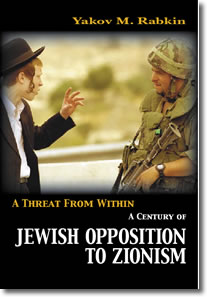 Yakov M. Rabkin
A THREAT FROM WITHIN
A CENTURY OF
JEWISH OPPOSITION
TO ZIONISM